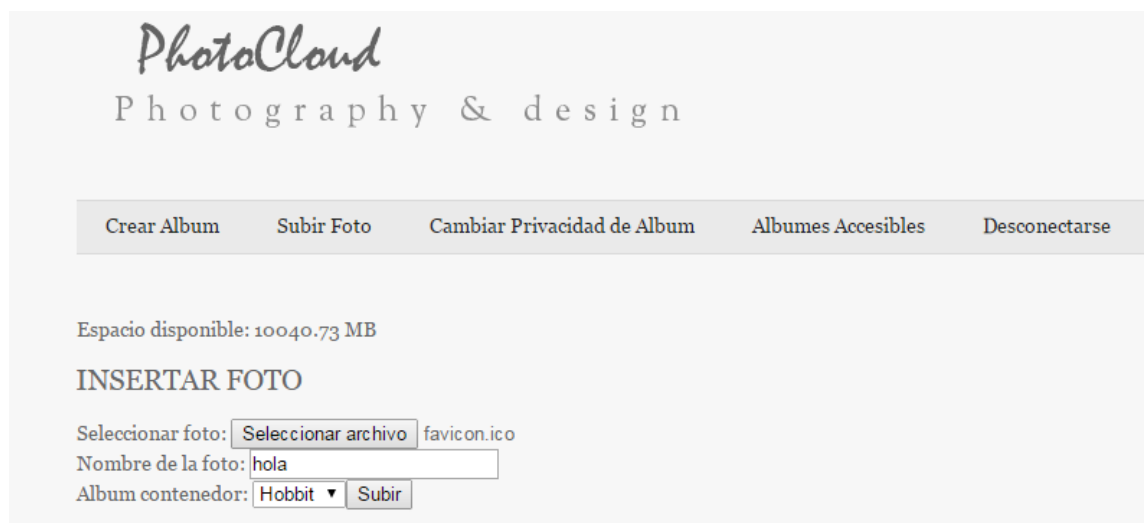 PhotoCloud
Photography & design
Crear Album Subir Foto Cambiar Privacidad de Album Albumes Accesibles Desconectarse
Espacio disponible: 10040.73 MB
INSERTAR FOTO
Seleccionar foto: Seleccionar archivo favicon.ico
Nombre de la foto: hola
Album contenedor: Hobbit Subir